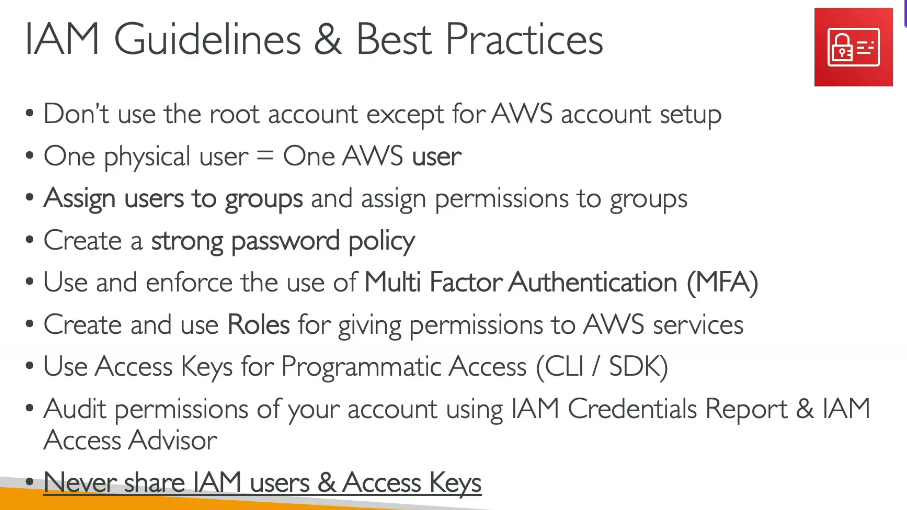 IAM Guidelines & Best Practices
• Don't use the root account except for AWS account setup
• One physical user = One AWS user
• Assign users to groups and assign permissions to groups
• Create a strong password policy
• Use and enforce the use of Multi Factor Authentication (MFA)
• Create and use Roles for giving permissions to AWS services
• Use Access Keys for Programmatic Access (CLI / SDK)
• Audit permissions of your account using IAM Credentials Report & IAM
Access Advisor
• Never share IAM users & Access Keys